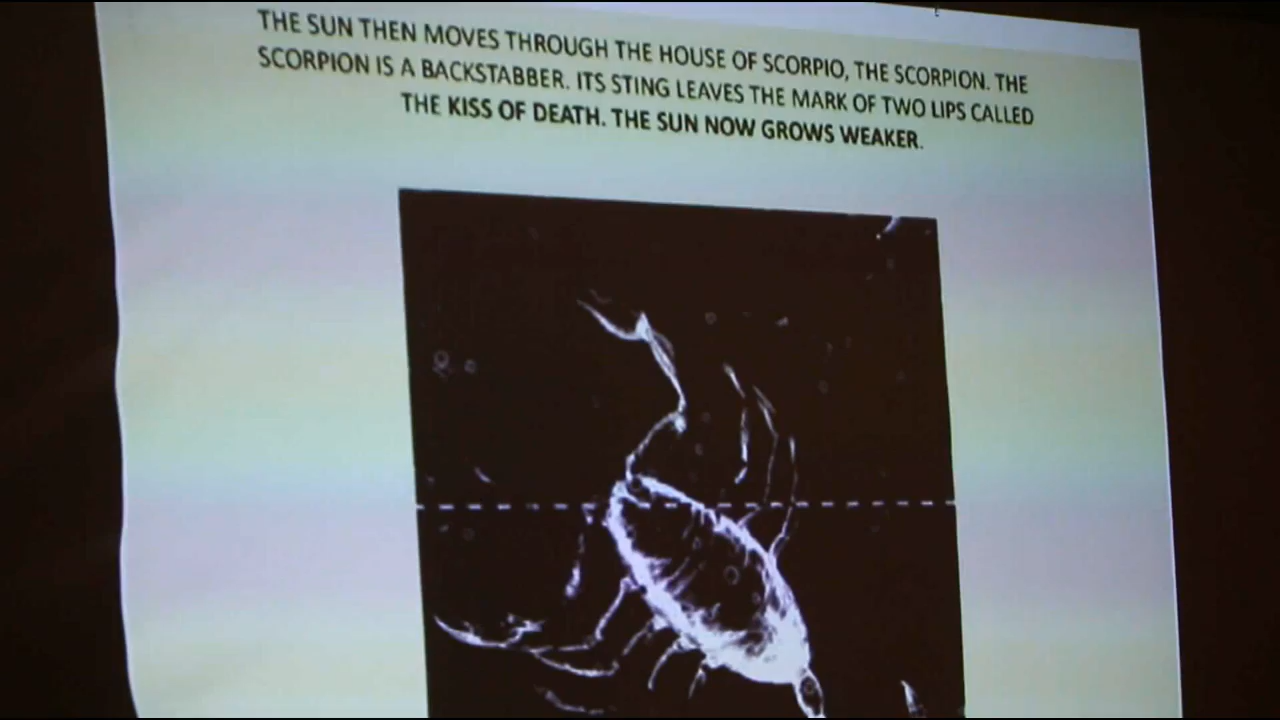 THE SUN THEN MOVES THROUGH THE HOUSE OF SCORPIO, THE SCORPION. THE
SCORPION IS A BACKSTABBER. ITS STING LEAVES THE MARK OF TWO LIPS CALLED
THE KISS OF DEATH. THE SUN NOW GROWS WEAKER.